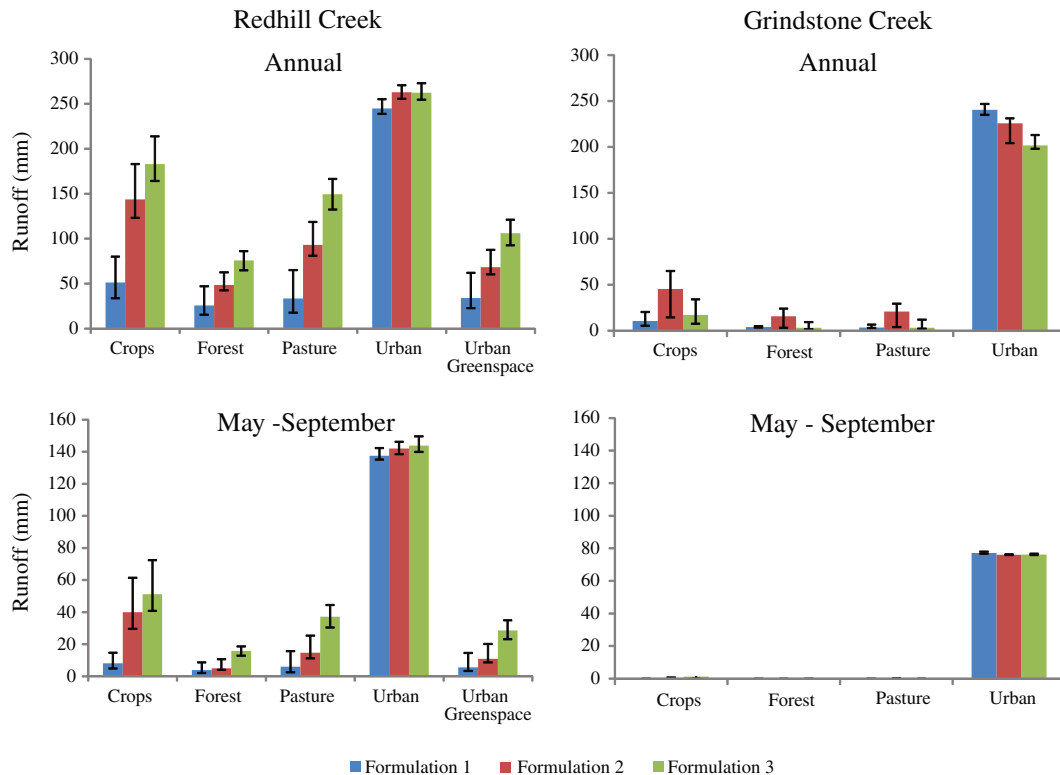 Redhill Creek
Annual
Runoff (mm)
300
250
200
150
100
50
0
Crops
Forest
Pasture
Urban
Urban
Greenspace
Grindstone Creek
Annual
300
250
200
150
100
50
0
Crops
Forest
Pasture
Urban
May -September
Runoff (mm)
160
140
120
100
80
60
40
20
0
Crops
Forest
Pasture
Urban
Urban
Greenspace
May - September
160
140
120
100
80
60
40
20
0
Crops
Forest
Pasture
Urban
Formulation 1
Formulation 2
Formulation 3